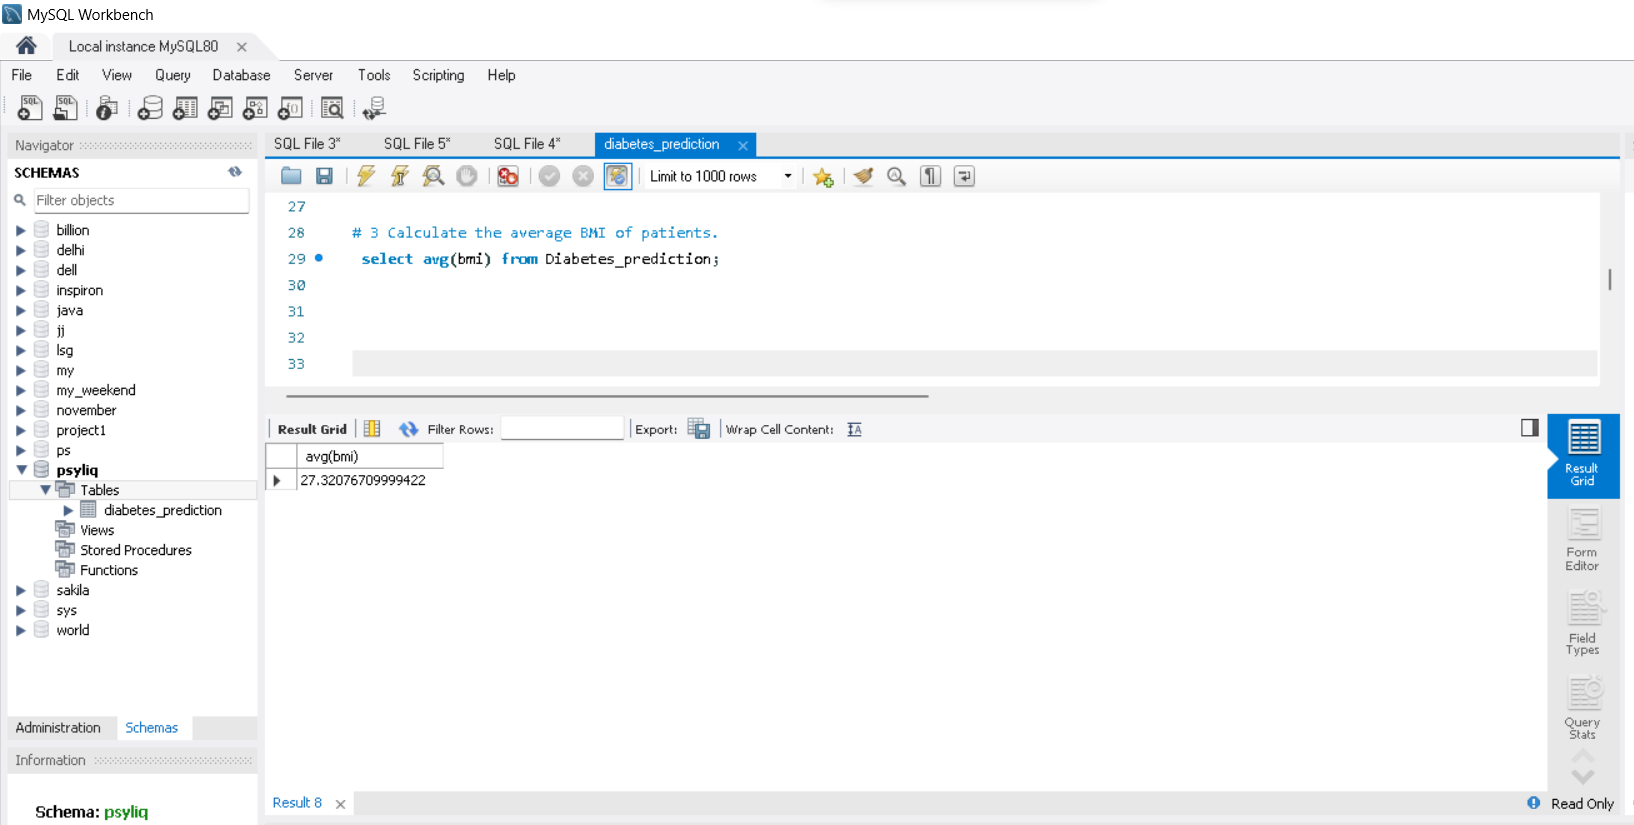 MySQL Workbench
Local instance MySQL80
File Edit View Query Database Server Tools Scripting Help
Navigator
SCHEMAS
Filter objects
billion
delhi
dell
inspiron
java
jj
lsg
my
my_weekend
november
project1
ps
psyliq
Tables
diabetes_prediction
Views
Stored Procedures
Functions
sakila
sys
world
Administration Schemas
Information
Schema: psyliq
SQL File 3* SQL File 5* SQL File 4* diabetes_prediction
Limit to 1000 rows
27
28 # 3 Calculate the average BMI of patients.
29 select avg(bmi) from Diabetes_prediction;
30
31
32
33
Result Grid Filter Rows: Export: Wrap Cell Content:
avg(bmi)
27.32076709999422
Result
Grid
Form
Editor
Field
Types
Query
Stats
Result 8
Read Only